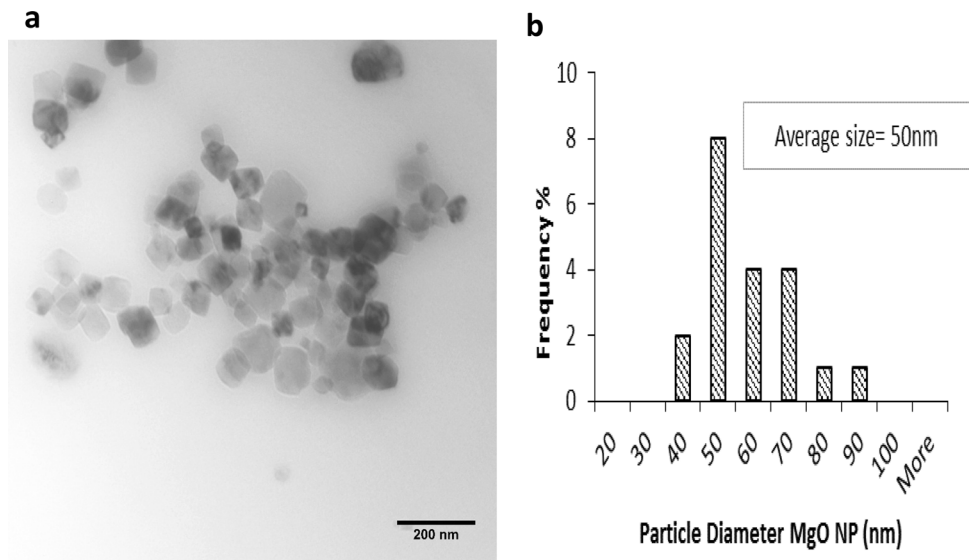 a
200 nm
b
10
8
6
4
2
0
Frequency %
Average size= 50nm
20 30 40 50 60 70 80 90 100 More
Particle Diameter MgO NP (nm)